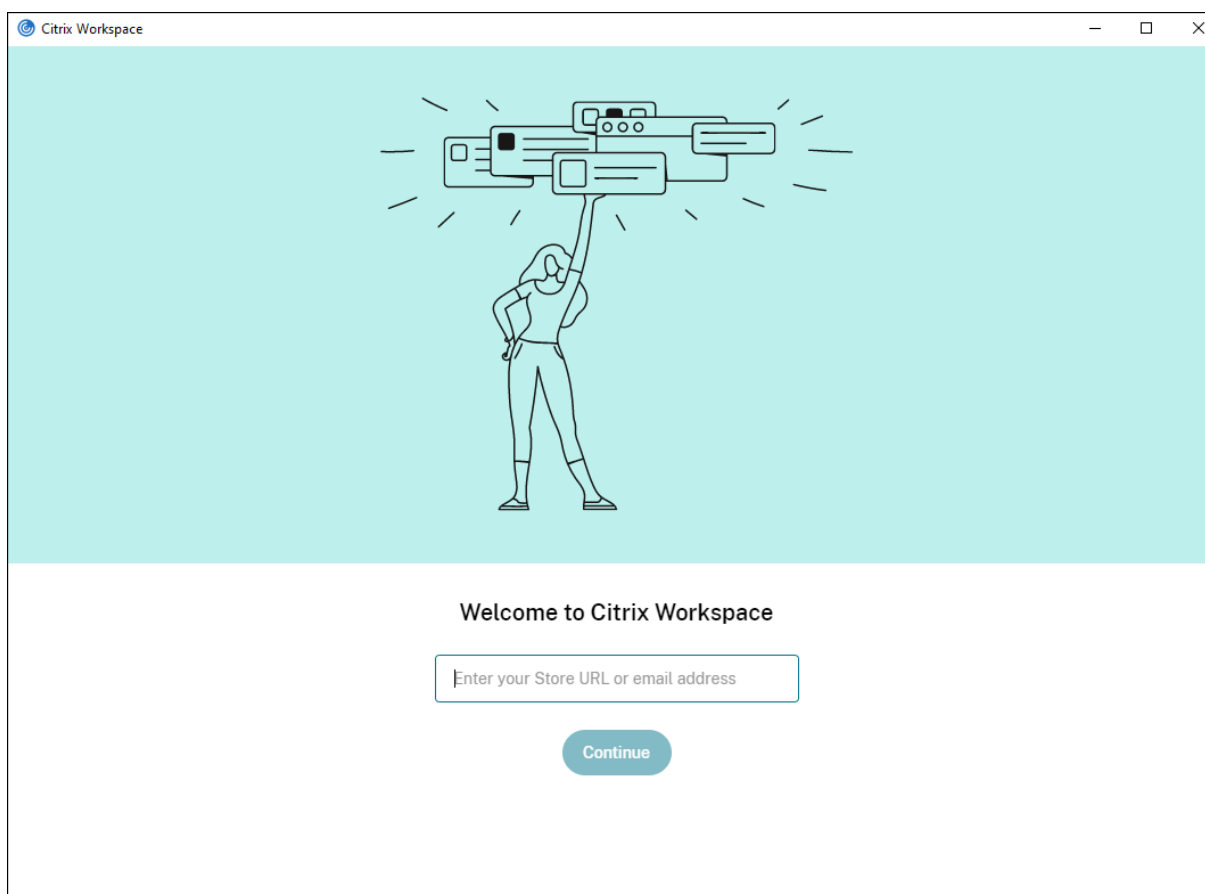 Citrix Workspace
Welcome to Citrix Workspace
Enter your Store URL or email address
Continue